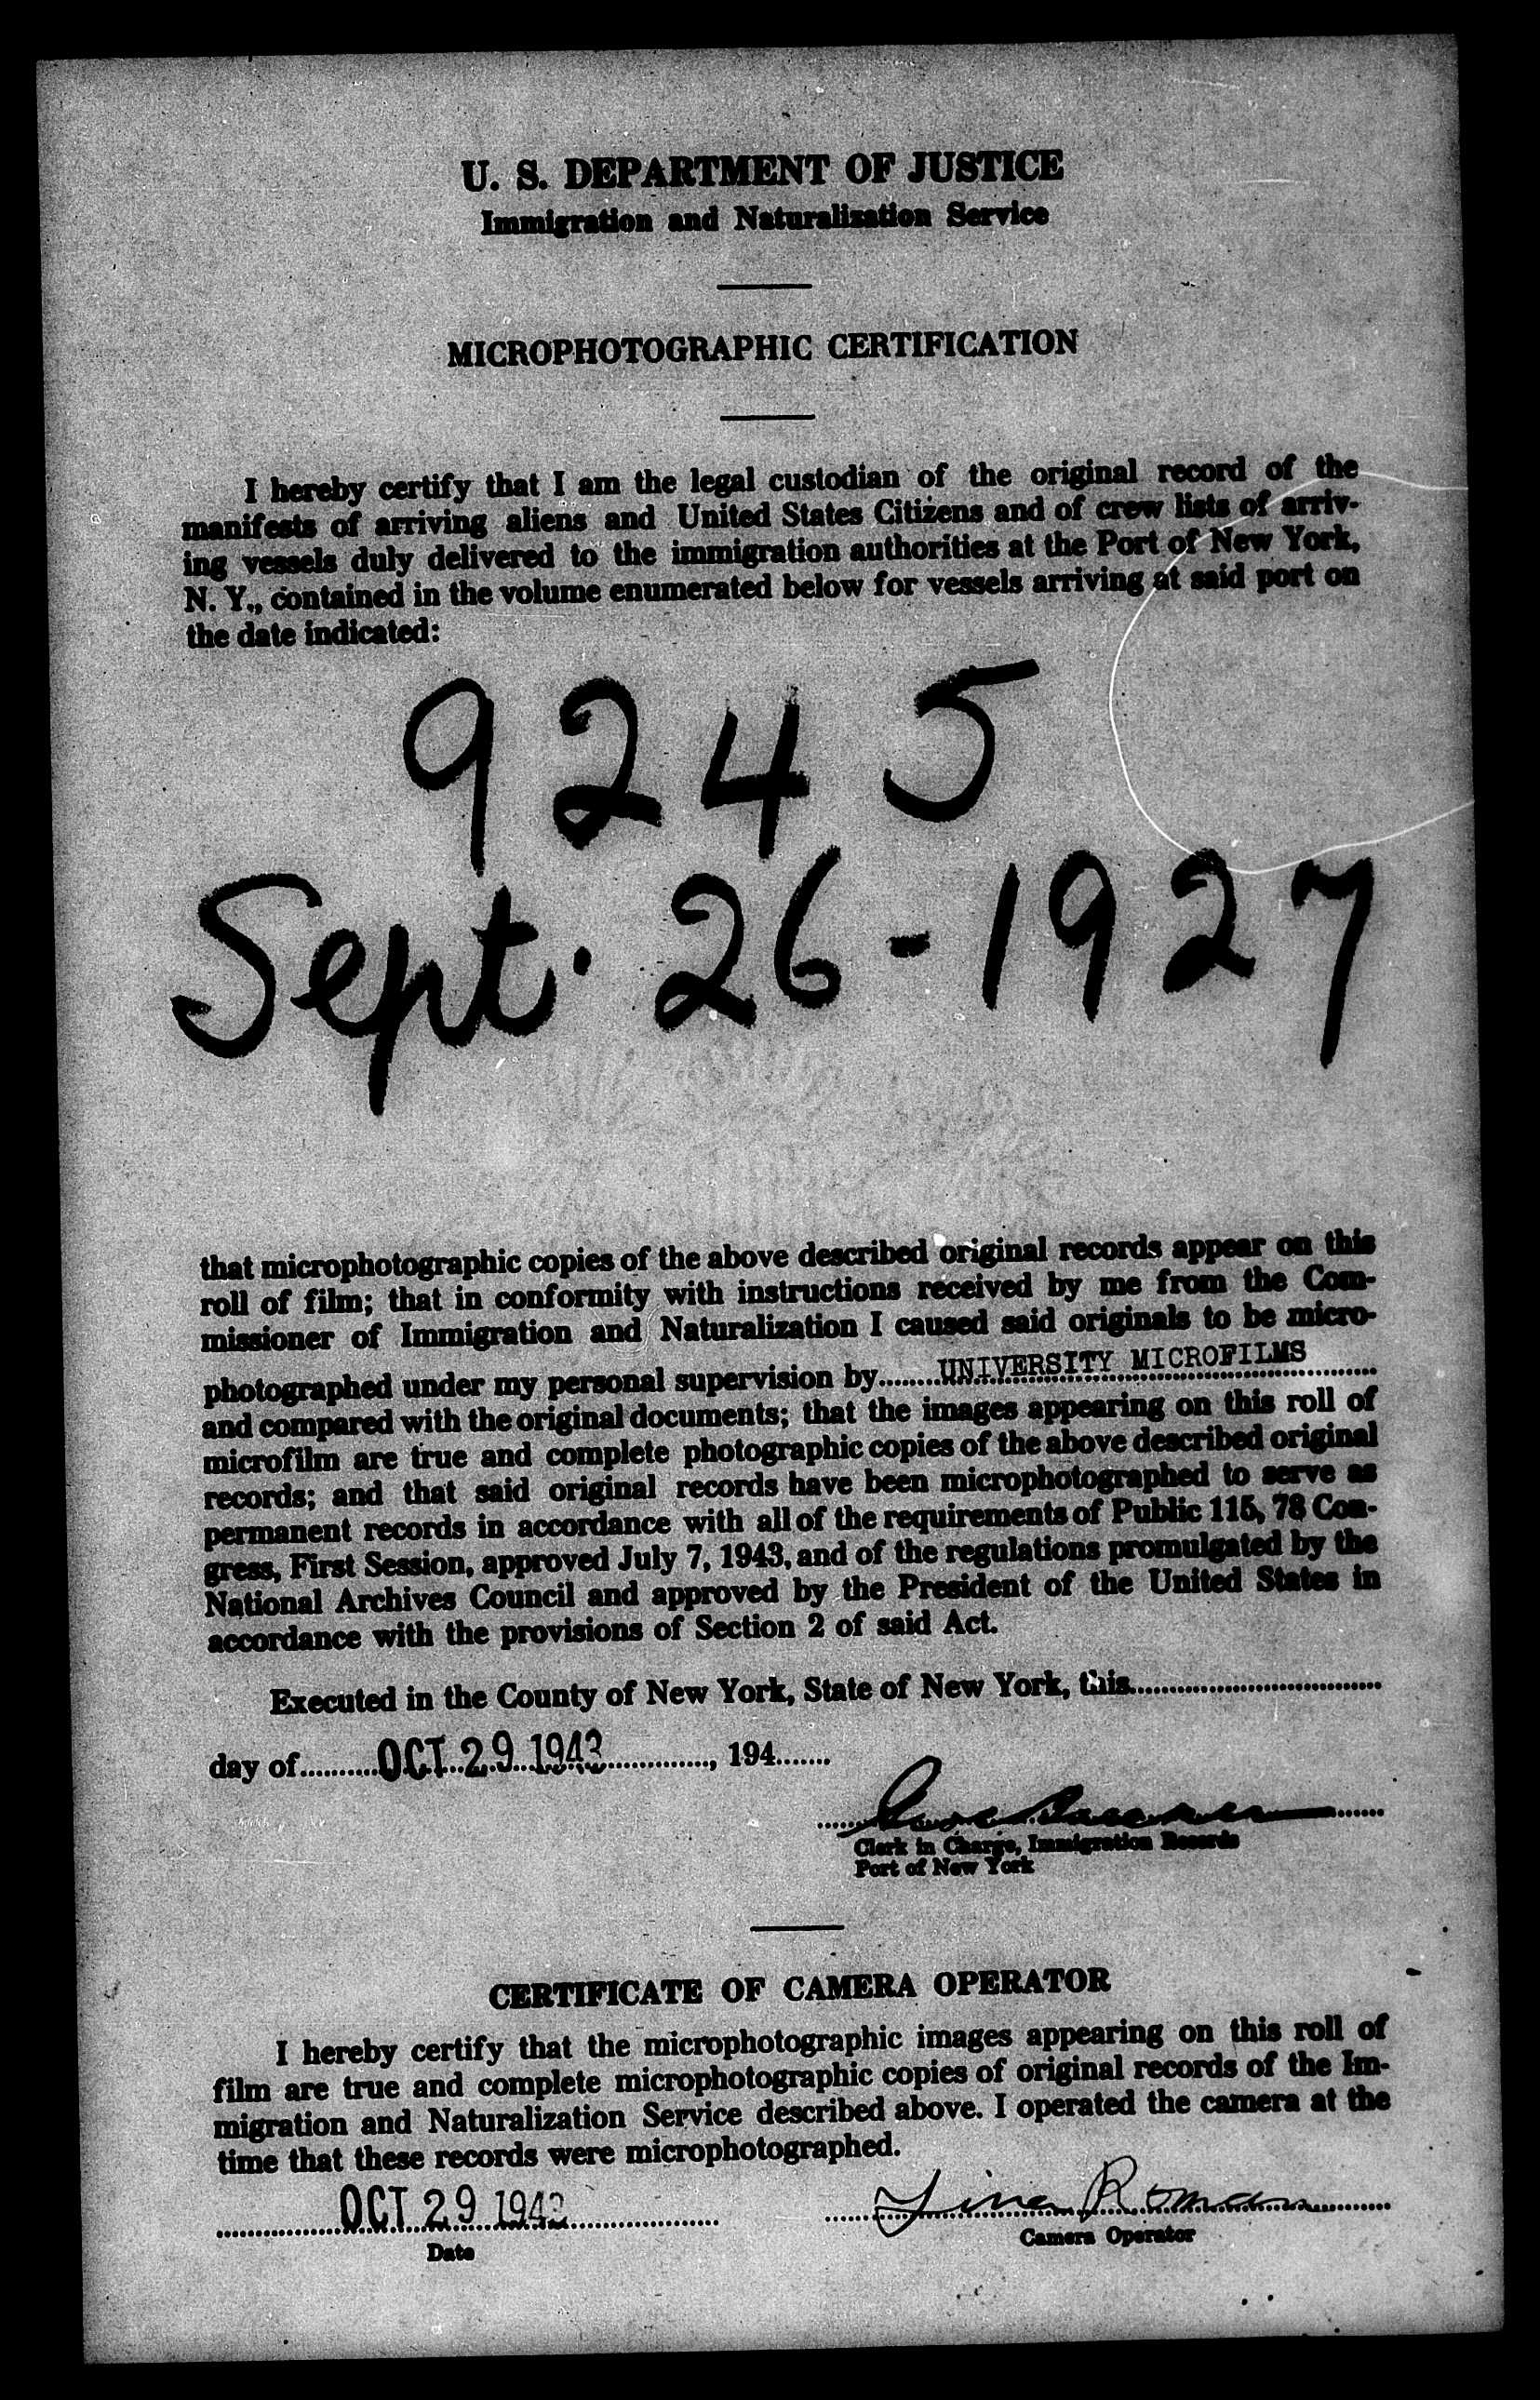 U. S. DEPARTMENT OF JUSTICE
Immigration and Naturalization Service
MICROPHOTOGRAPHIC CERTIFICATION
I hereby certify that I am the legal custodian of the original record of the
manifests of arriving aliens and United States Citizens and of crew lists of arriv-
ing vessels duly delivered to the immigration authorities at the Port of New York,
N. Y., contained in the volume enumerated below for vessels arriving at said port on
the date indicated:
9245
Sept. 26-1927
that microphotographic copies of the above described original records appear on this
roll of film; that in conformity with instructions received by me from the Com-
missioner of Immigration and Naturalization I caused said originals to be micro-
photographed under my personal supervision by........UNIVERSITY MICROFILMS........
and compared with the original documents; that the images appearing on this roll of
microfilm are true and complete photographic copies of the above described original
records; and that said original records have been microphotographed to serve as
permanent records in accordance with all of the requirements of Public 115, 78 Con-
gress, First Session, approved July 7, 1943, and of the regulations promulgated by the
National Archives Council and approved by the President of the United States in
accordance with the provisions of Section 2 of said Act.
Executed in the County of New York, State of New York, this................................
day of...........OCT 29 1943..............., 194.......
Clerk in Charge, Immigration Records
Port of New York
CERTIFICATE OF CAMERA OPERATOR
I hereby certify that the microphotographic images appearing on this roll of
film are true and complete microphotographic copies of original records of the Im-
migration and Naturalization Service described above. I operated the camera at the
time that these records were microphotographed.
OCT 29 1943
Date
Camera Operator